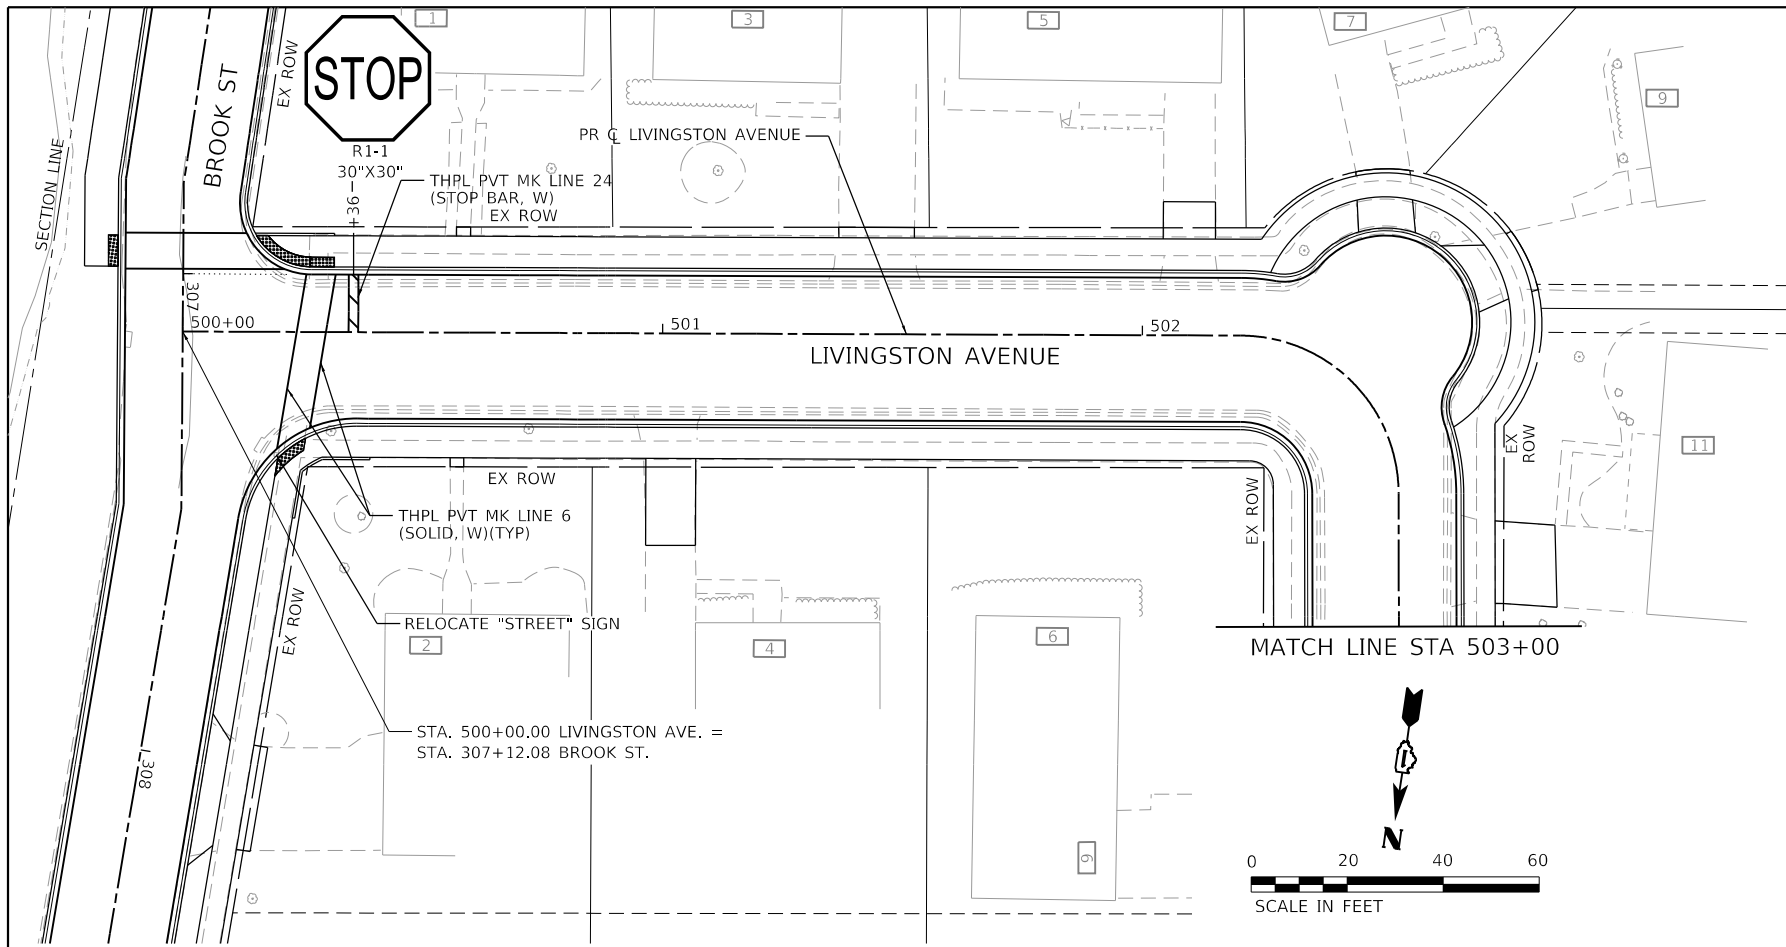 1
3
5
7
9
STOP
R1-1
30"X30"
EX ROW
BROOK ST
SECTION LINE
PR ℄ LIVINGSTON AVENUE
THPL PVT MK LINE 24
(STOP BAR, W)
EX ROW
+36
307
500+00
501
502
LIVINGSTON AVENUE
EX ROW
EX
ROW
11
EX ROW
THPL PVT MK LINE 6
(SOLID, W)(TYP)
EX ROW
RELOCATE "STREET" SIGN
2
4
6
MATCH LINE STA 503+00
STA. 500+00.00 LIVINGSTON AVE. =
STA. 307+12.08 BROOK ST.
308
6
N
0 20 40 60
SCALE IN FEET